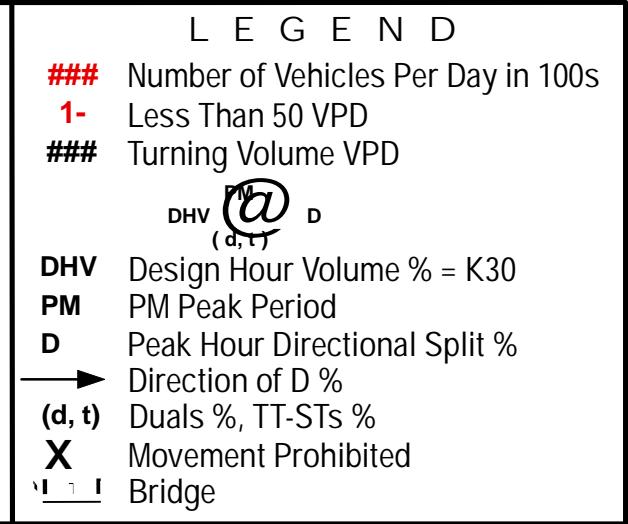 LEGEND
### Number of Vehicles Per Day in 100s
1- Less Than 50 VPD
### Turning Volume VPD
PM
DHV @ D
(d, t)
DHV Design Hour Volume % = K30
PM PM Peak Period
D Peak Hour Directional Split %
Direction of D %
(d, t) Duals %, TT-STs %
X Movement Prohibited
Bridge